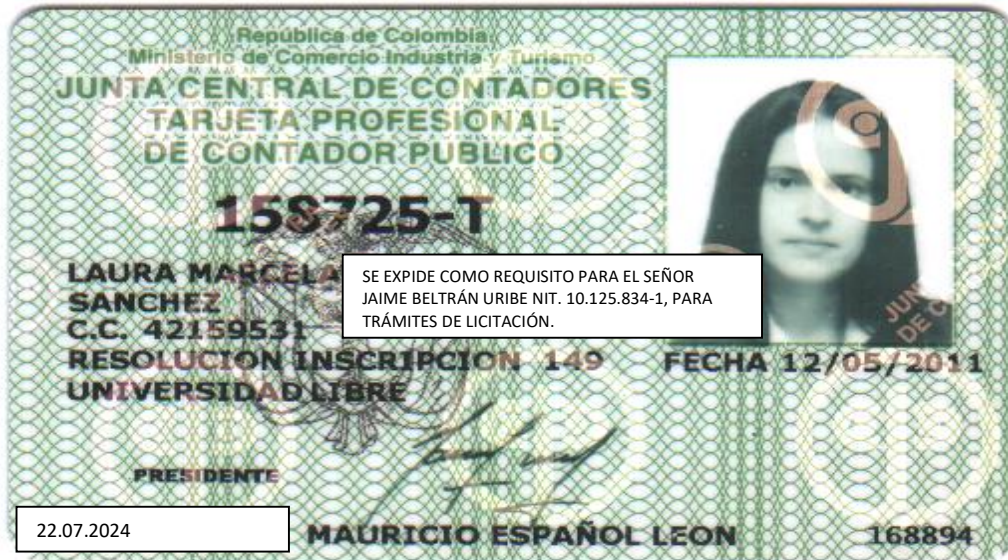 República de Colombia
Ministerio de Comercio Industria y Turismo
JUNTA CENTRAL DE CONTADORES
TARJETA PROFESIONAL
DE CONTADOR PUBLICO
158725-T
LAURA MARCELA
SANCHEZ
C.C. 42159531
RESOLUCION INSCRIPCION 149
UNIVERSIDAD LIBRE
SE EXPIDE COMO REQUISITO PARA EL SEÑOR
JAIME BELTRÁN URIBE NIT. 10.125.834-1, PARA
TRÁMITES DE LICITACIÓN.
FECHA 12/05/2011
PRESIDENTE
22.07.2024
MAURICIO ESPAÑOL LEON
168894